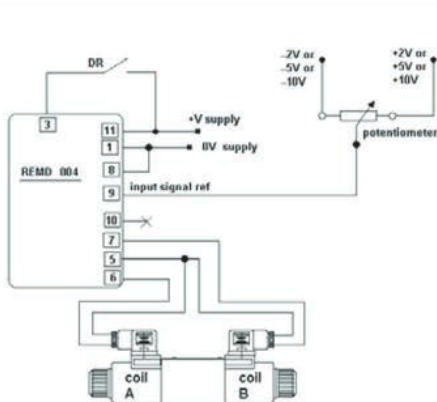 DR
3
11
+V supply
1
0V supply
REMD 004
8
9
input signal ref
10
7
5
6
coil
A
coil
B
-2V or
-5V or
-10V
+2V or
+5V or
+10V
potentiometer